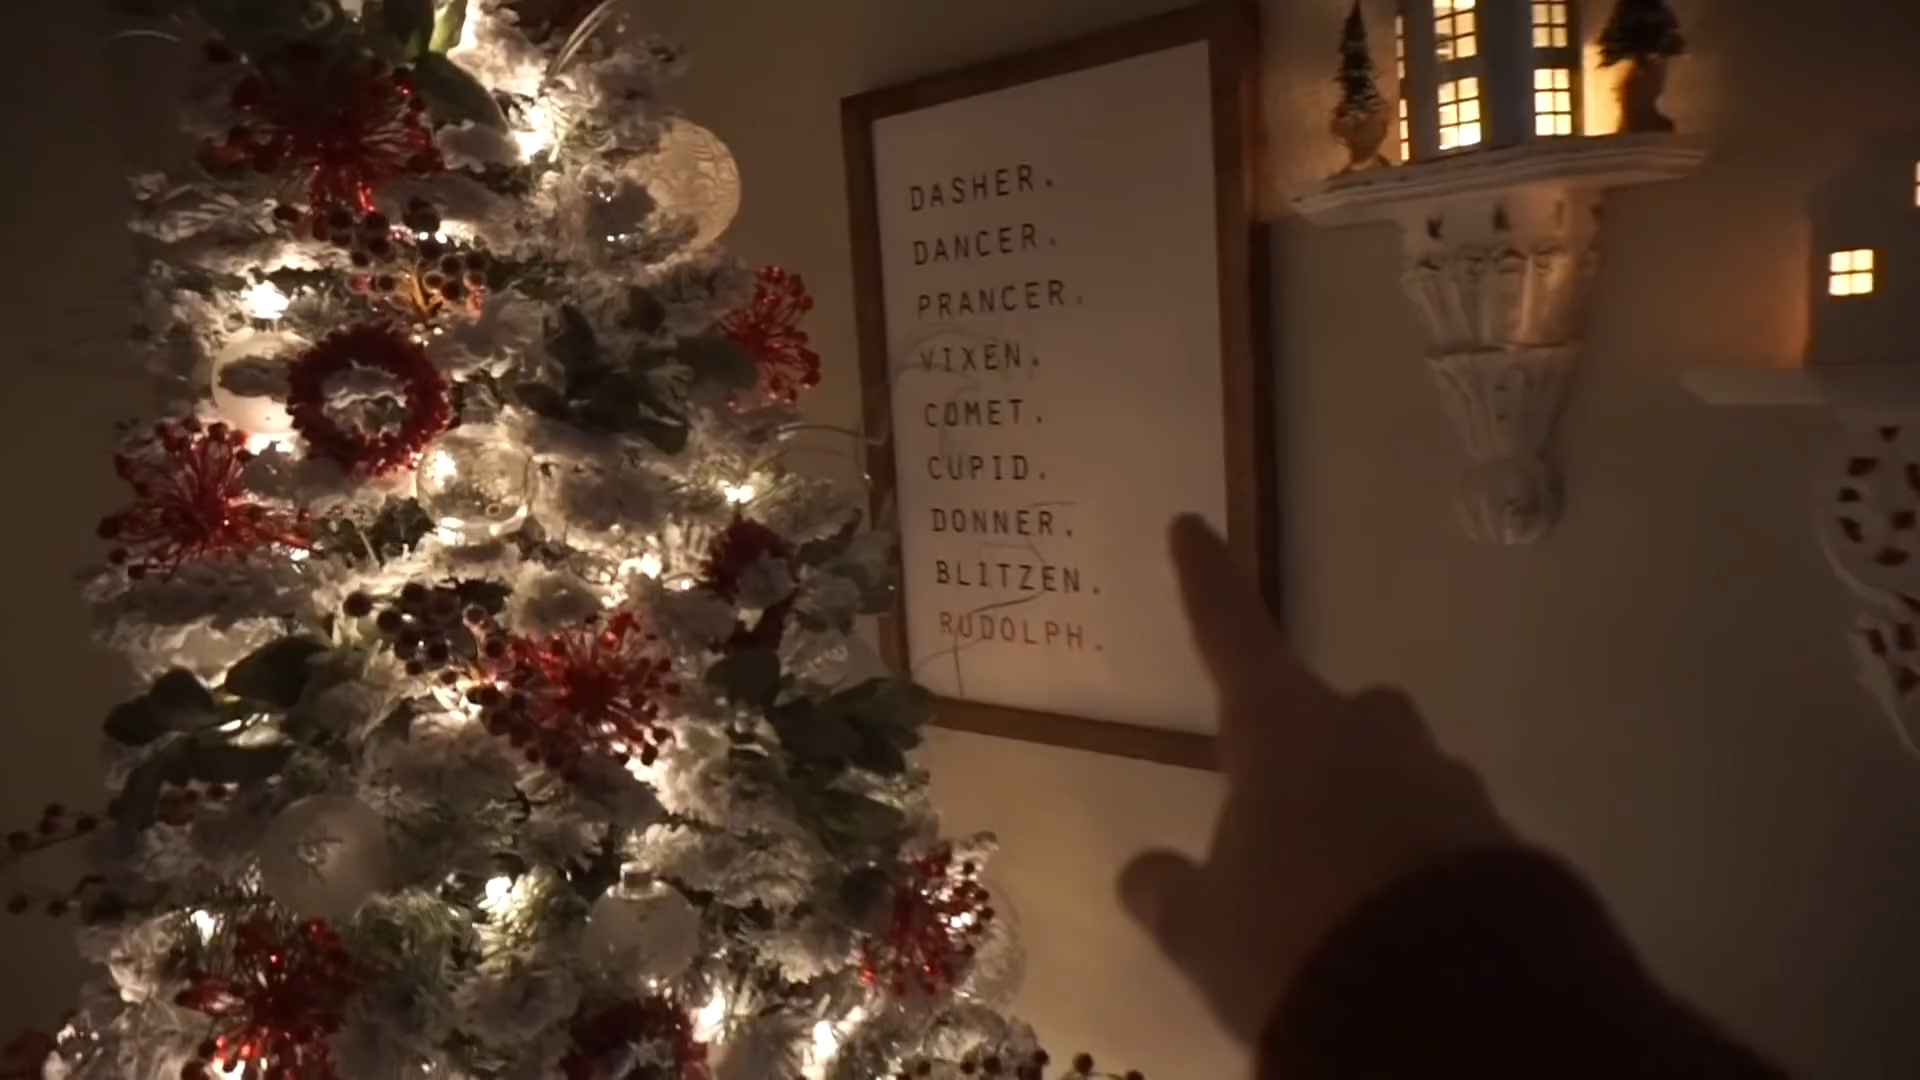 DASHER.
DANCER.
PRANCER.
VIXEN.
COMET.
CUPID.
DONNER.
BLITZEN.
RUDOLPH.